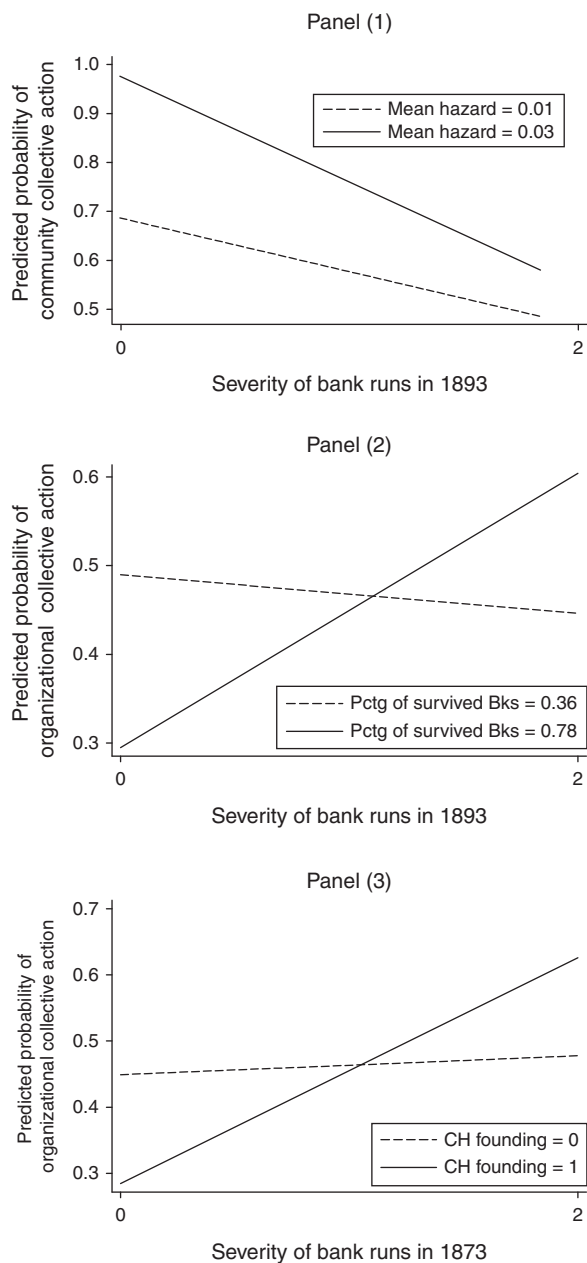 Panel (1)
Predicted probability of
community collective action
1.0
0.9
0.8
0.7
0.6
0.5
Mean hazard = 0.01
Mean hazard = 0.03
0
2
Severity of bank runs in 1893
Panel (2)
Predicted probability of
organizational collective action
0.6
0.5
0.4
0.3
Pctg of survived Bks = 0.36
Pctg of survived Bks = 0.78
0
2
Severity of bank runs in 1893
Panel (3)
Predicted probability of
organizational collective action
0.7
0.6
0.5
0.4
0.3
CH founding = 0
CH founding = 1
0
2
Severity of bank runs in 1873